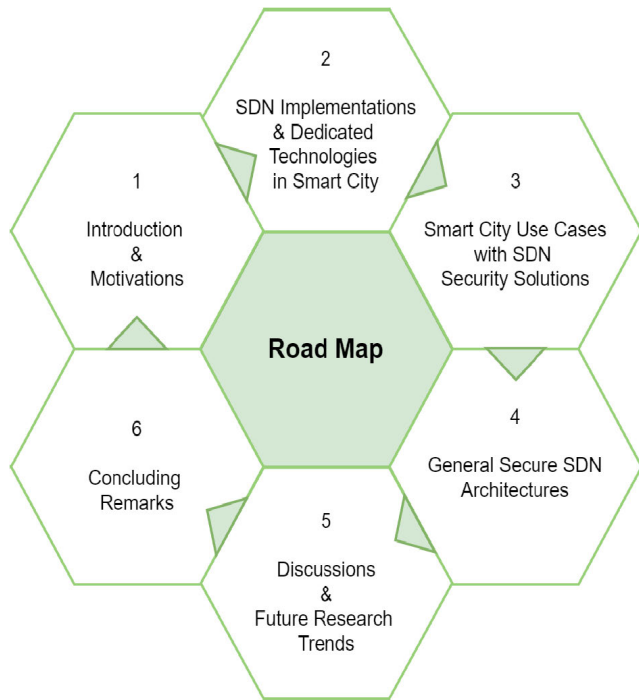 1
Introduction
&
Motivations
2
SDN Implementations
& Dedicated
Technologies
in Smart City
3
Smart City Use Cases
with SDN
Security Solutions
Road Map
4
General Secure SDN
Architectures
5
Discussions
&
Future Research
Trends
6
Concluding
Remarks